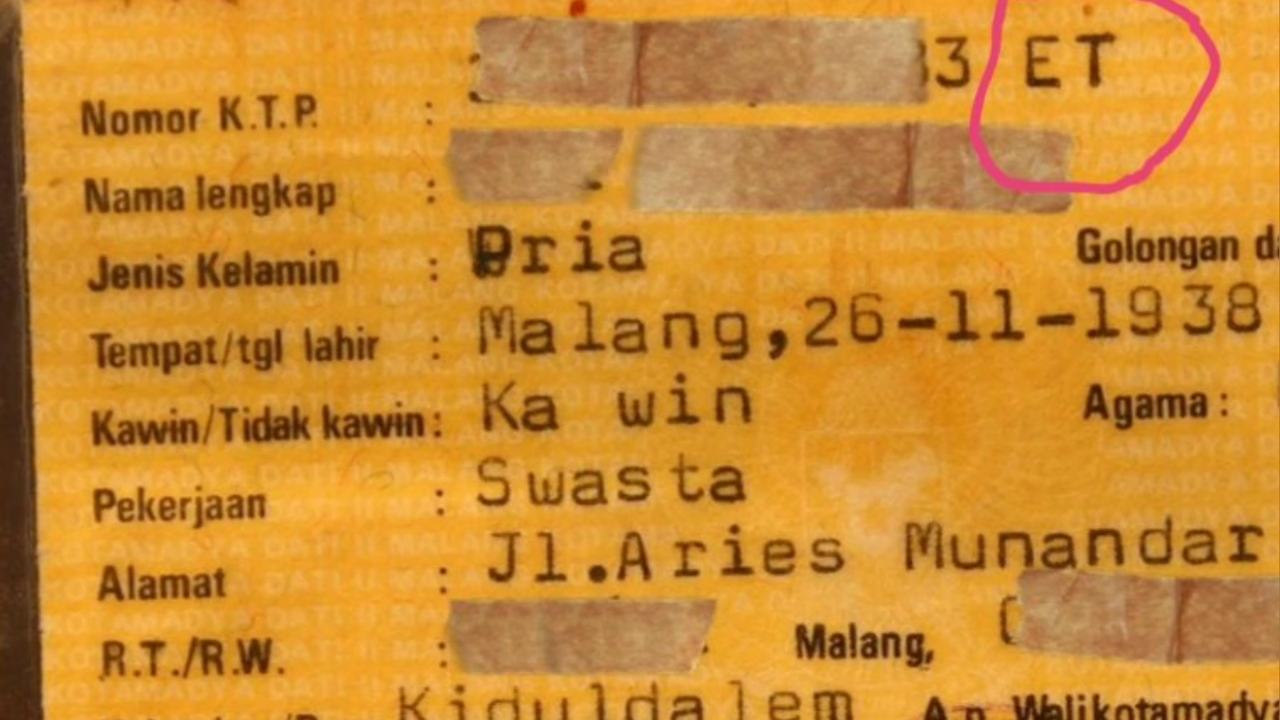 3 ET
Nomor K.T.P. :
Nama lengkap :
Jenis Kelamin : Pria Golongan d
Tempat/tgl lahir : Malang,26-11-1938
Kawin/Tidak kawin: Ka win Agama :
Pekerjaan : Swasta
Alamat : Jl.Aries Munandar
R.T./R.W. : Malang,
Kiduldalem An. Walikotamadya